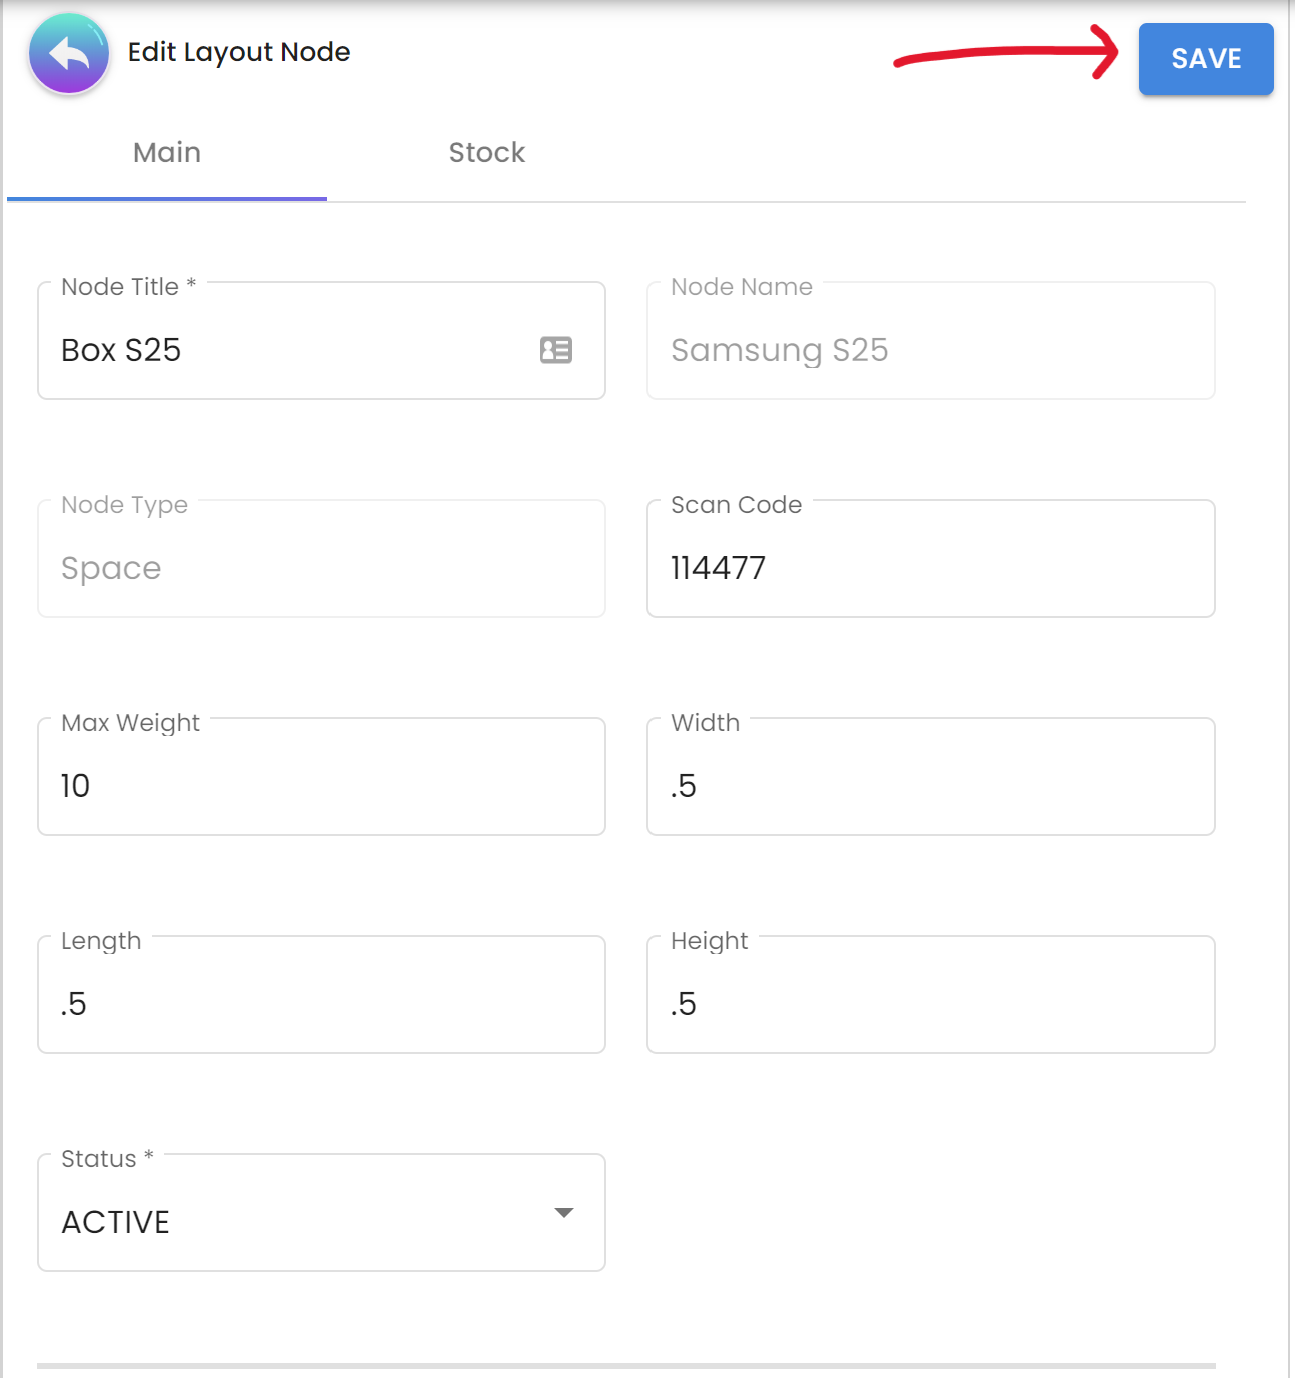 Edit Layout Node
SAVE
Main Stock
Node Title * Node Name
Box S25 Samsung S25
Node Type Scan Code
Space 114477
Max Weight Width
10 .5
Length Height
.5 .5
Status *
ACTIVE